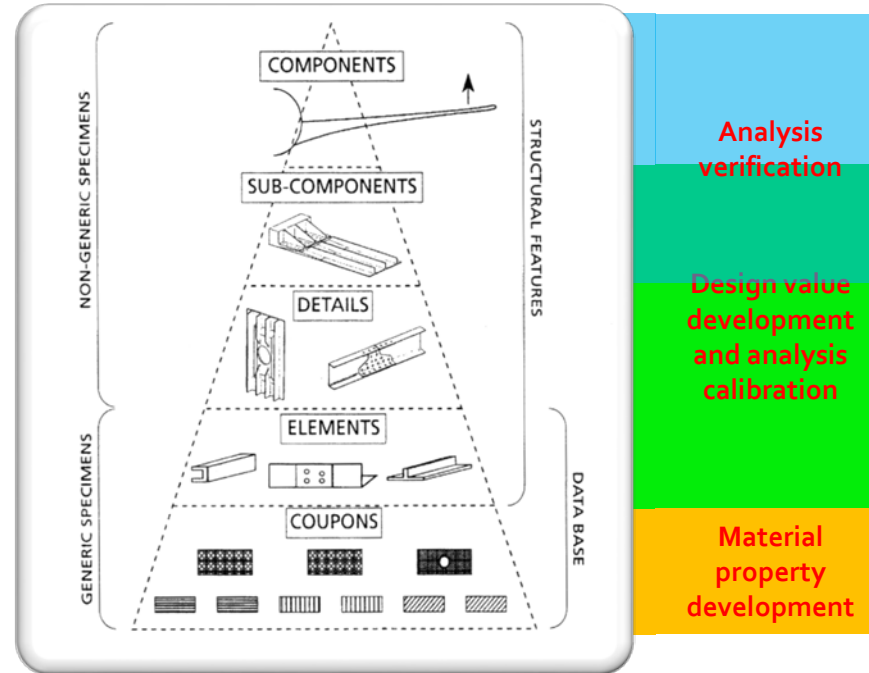 COMPONENTS
SUB-COMPONENTS
DETAILS
ELEMENTS
COUPONS
NON-GENERIC SPECIMENS
GENERIC SPECIMENS
STRUCTURAL FEATURES
DATA BASE
Analysis
verification
Design value
development
and analysis
calibration
Material
property
development